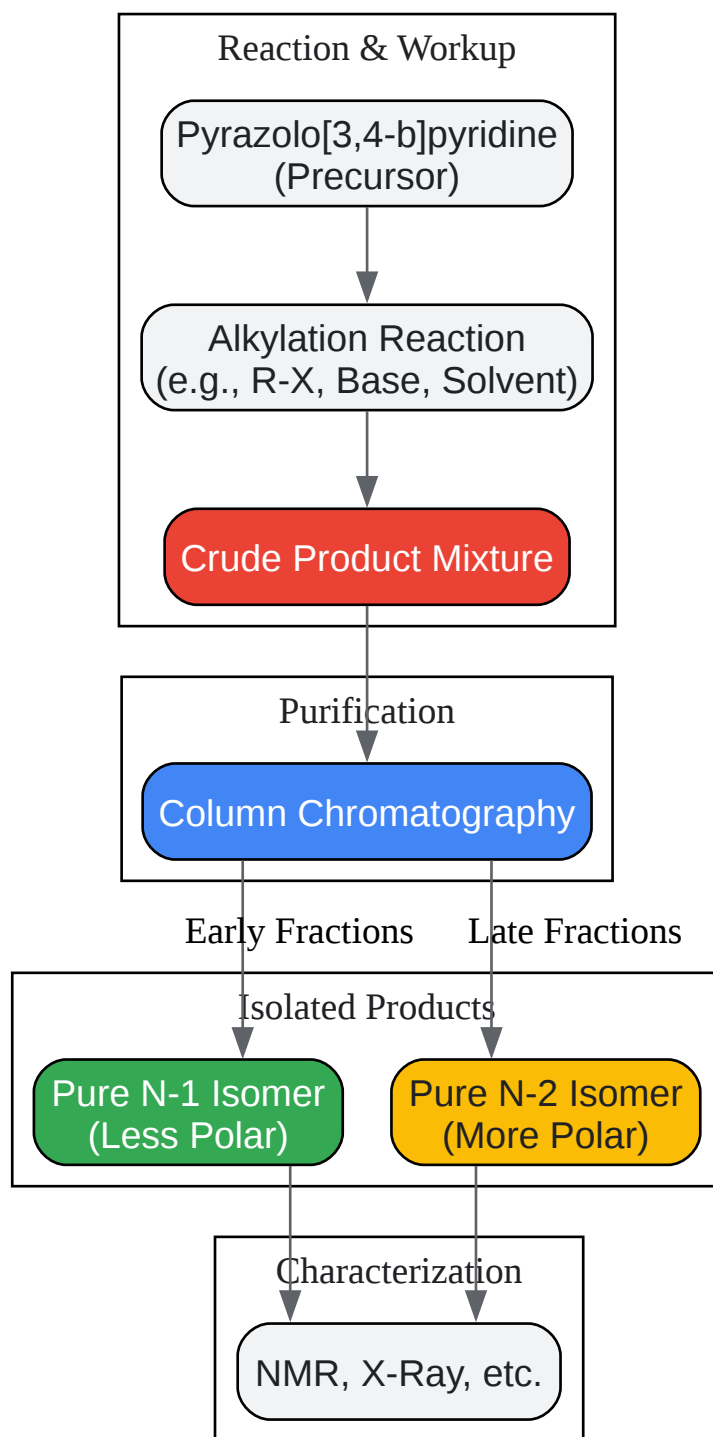 Reaction & Workup
Pyrazolo[3,4-b]pyridine
(Precursor)
Alkylation Reaction
(e.g., R-X, Base, Solvent)
Crude Product Mixture
Purification
Column Chromatography
Early Fractions
Late Fractions
Isolated Products
Pure N-1 Isomer
(Less Polar)
Pure N-2 Isomer
(More Polar)
Characterization
NMR, X-Ray, etc.